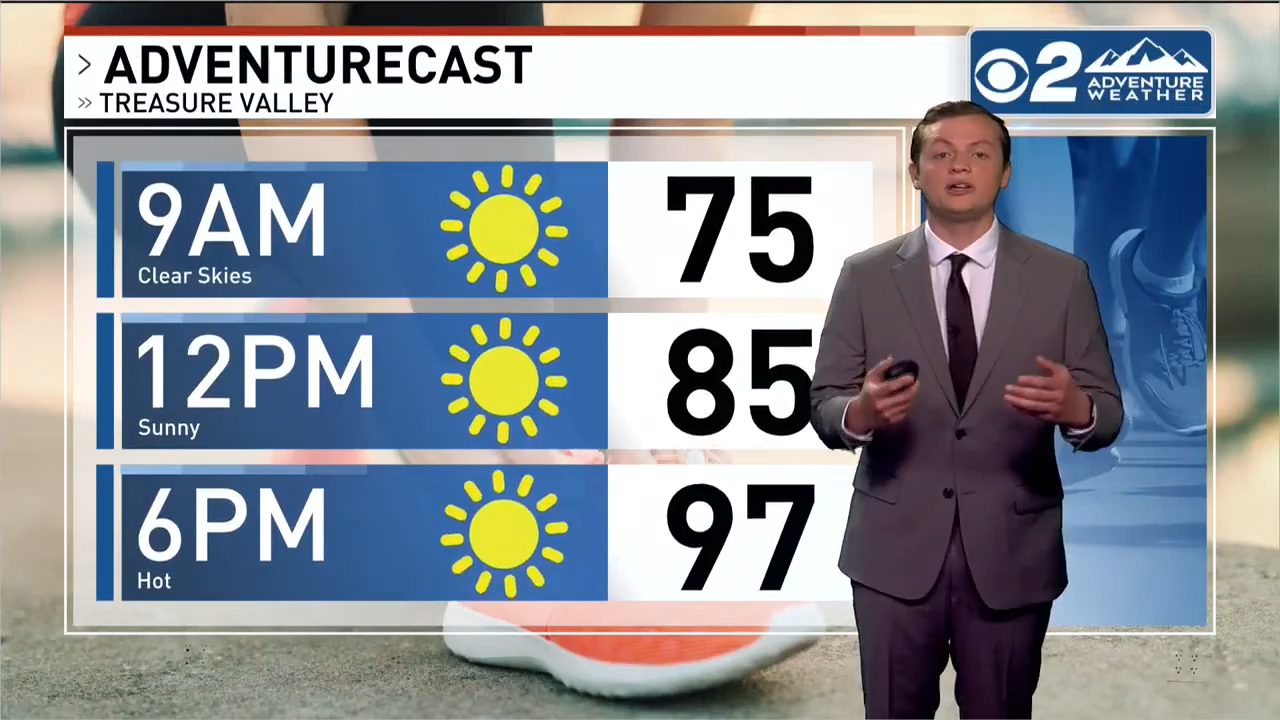 > ADVENTURECAST
» TREASURE VALLEY
2 ADVENTURE
WEATHER
9AM
Clear Skies
75
12PM
Sunny
85
6PM
Hot
97